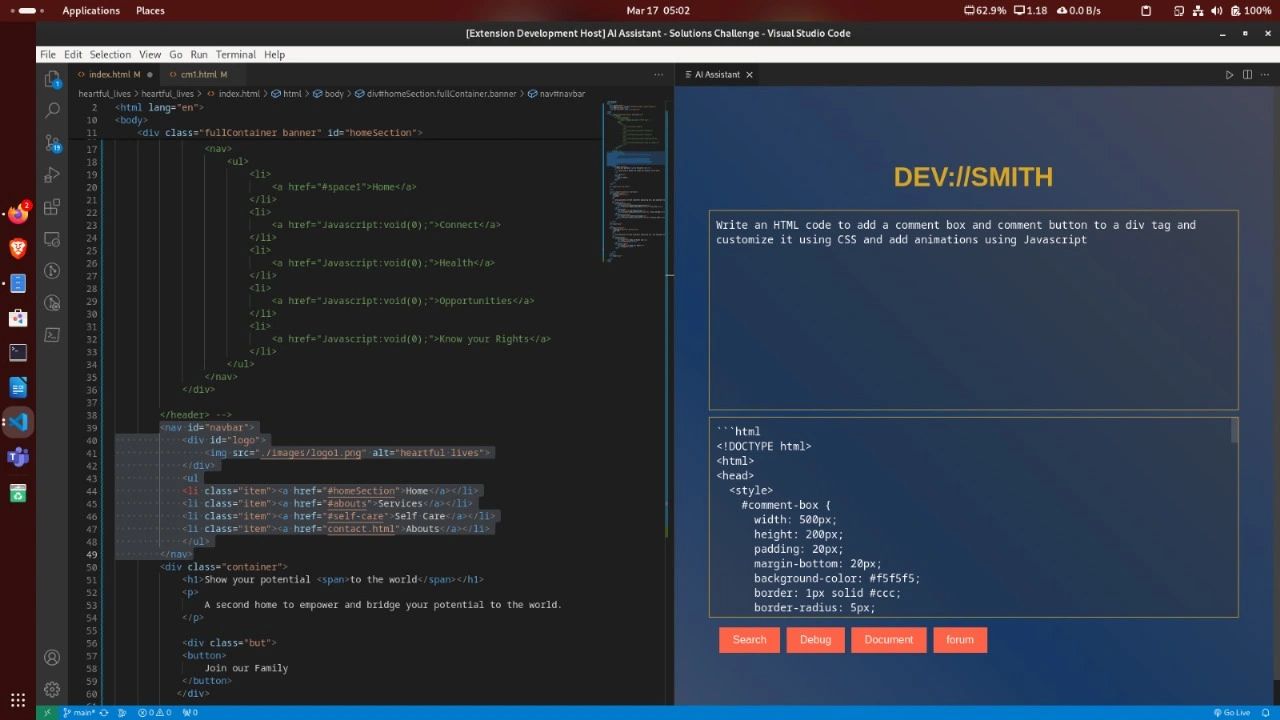 Applications Places
Mar 17 05:02
62.9% 1.18 0.0 B/s
100%
[Extension Development Host] AI Assistant - Solutions Challenge - Visual Studio Code
File Edit Selection View Go Run Terminal Help
index.html M
cm1.html M
heartful_lives > heartful_lives > index.html > html > body > div#homeSection.fullContainer.banner > nav#navbar
2 <html lang="en">
10 <body>
11 <div class="fullContainer banner" id="homeSection">
17 <nav>
18 <ul>
19 <li>
20 <a href="#space1">Home</a>
21 </li>
22 <li>
23 <a href="Javascript:void(0);">Connect</a>
24 </li>
25 <li>
26 <a href="Javascript:void(0);">Health</a>
27 </li>
28 <li>
29 <a href="Javascript:void(0);">Opportunities</a>
30 </li>
31 <li>
32 <a href="Javascript:void(0);">Know your Rights</a>
33 </li>
34 </ul>
35 </nav>
36 </div>
37
38 </header> -->
39 <nav id="navbar">
40 <div id="logo">
41 <img src="./images/logo1.png" alt="heartful lives">
42 </div>
43 <ul
44 <li class="item"><a href="#homeSection">Home</a></li>
45 <li class="item"><a href="#abouts">Services</a></li>
46 <li class="item"><a href="#self-care">Self Care</a></li>
47 <li class="item"><a href="contact.html">Abouts</a></li>
48 </ul>
49 </nav>
50 <div class="container">
51 <h1>Show your potential <span>to the world</span></h1>
52 <p>
53 A second home to empower and bridge your potential to the world.
54 </p>
55
56 <div class="but">
57 <button>
58 Join our Family
59 </button>
60 </div>
AI Assistant
DEV://SMITH
Write an HTML code to add a comment box and comment button to a div tag and
customize it using CSS and add animations using Javascript
```html
<!DOCTYPE html>
<html>
<head>
<style>
#comment-box {
width: 500px;
height: 200px;
padding: 20px;
margin-bottom: 20px;
background-color: #f5f5f5;
border: 1px solid #ccc;
border-radius: 5px;
Search Debug Document forum
main* 0 0 0
Go Live